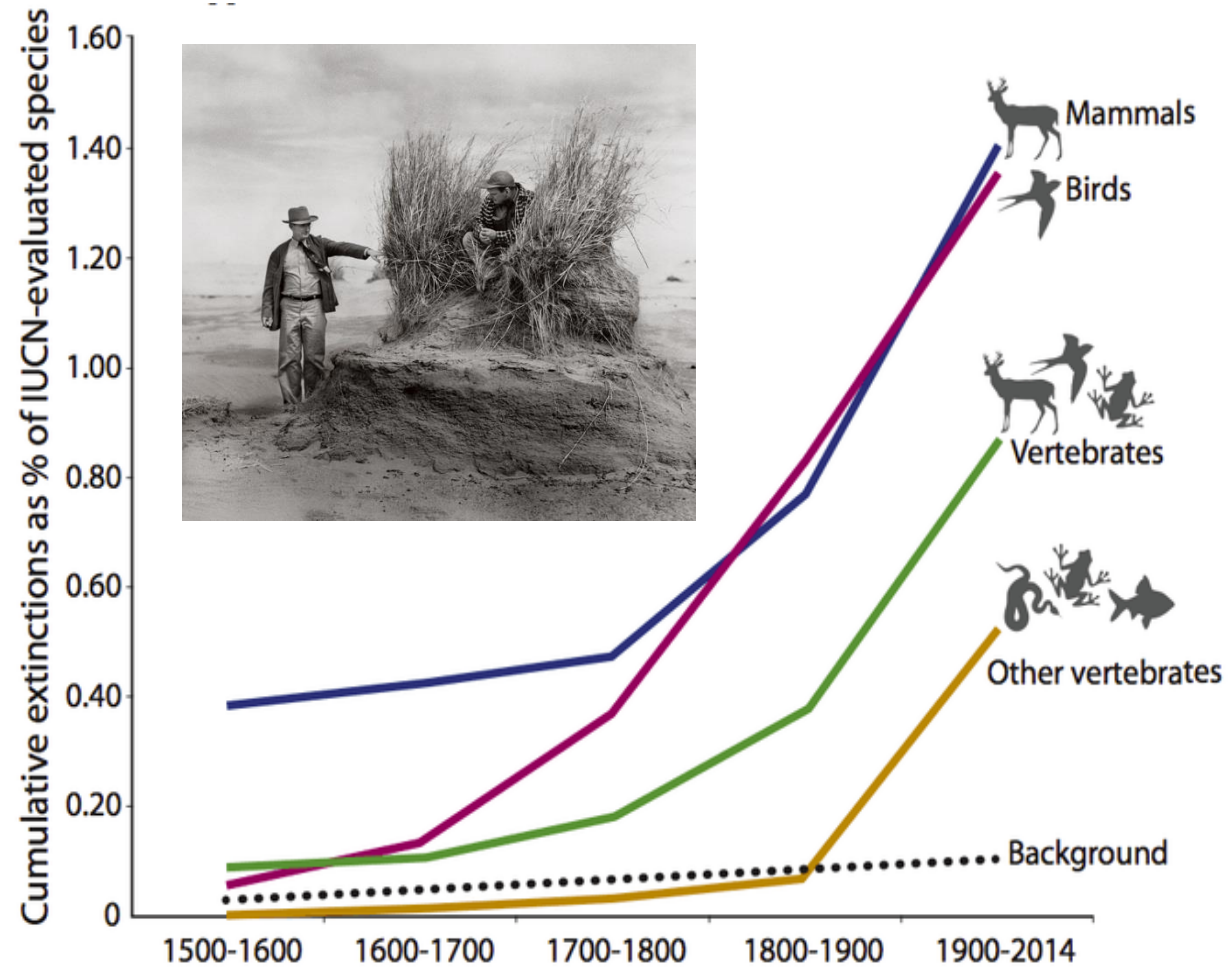 Cumulative extinctions as % of IUCN-evaluated species
1.60
1.40
1.20
1.00
0.80
0.60
0.40
0.20
0
Mammals
Birds
Vertebrates
Other vertebrates
Background
1500-1600 1600-1700 1700-1800 1800-1900 1900-2014